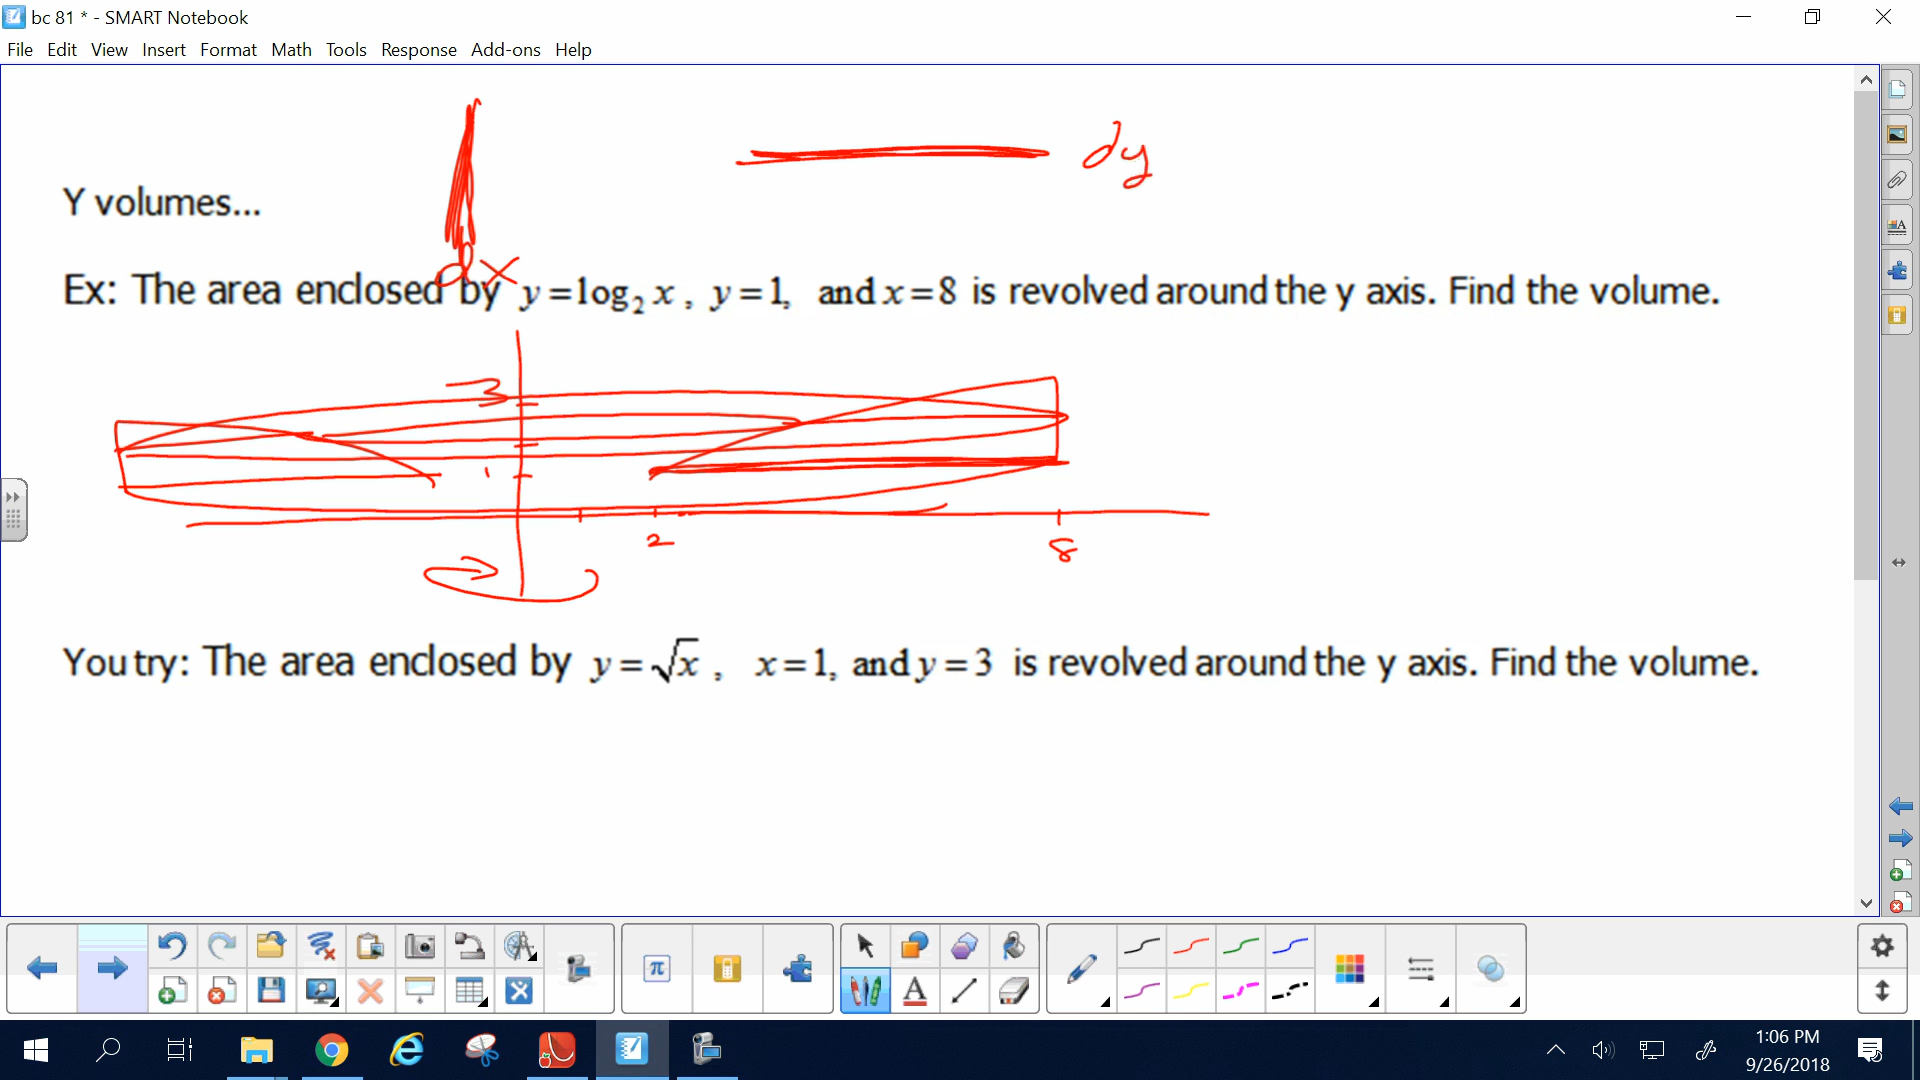 bc 81 * - SMART Notebook
File Edit View Insert Format Math Tools Response Add-ons Help
dy
Y volumes...
dx
Ex: The area enclosed by y = log₂ x , y = 1, and x = 8 is revolved around the y axis. Find the volume.
3
1
2
8
You try: The area enclosed by y = √x , x = 1, and y = 3 is revolved around the y axis. Find the volume.
π
A
1:06 PM
9/26/2018